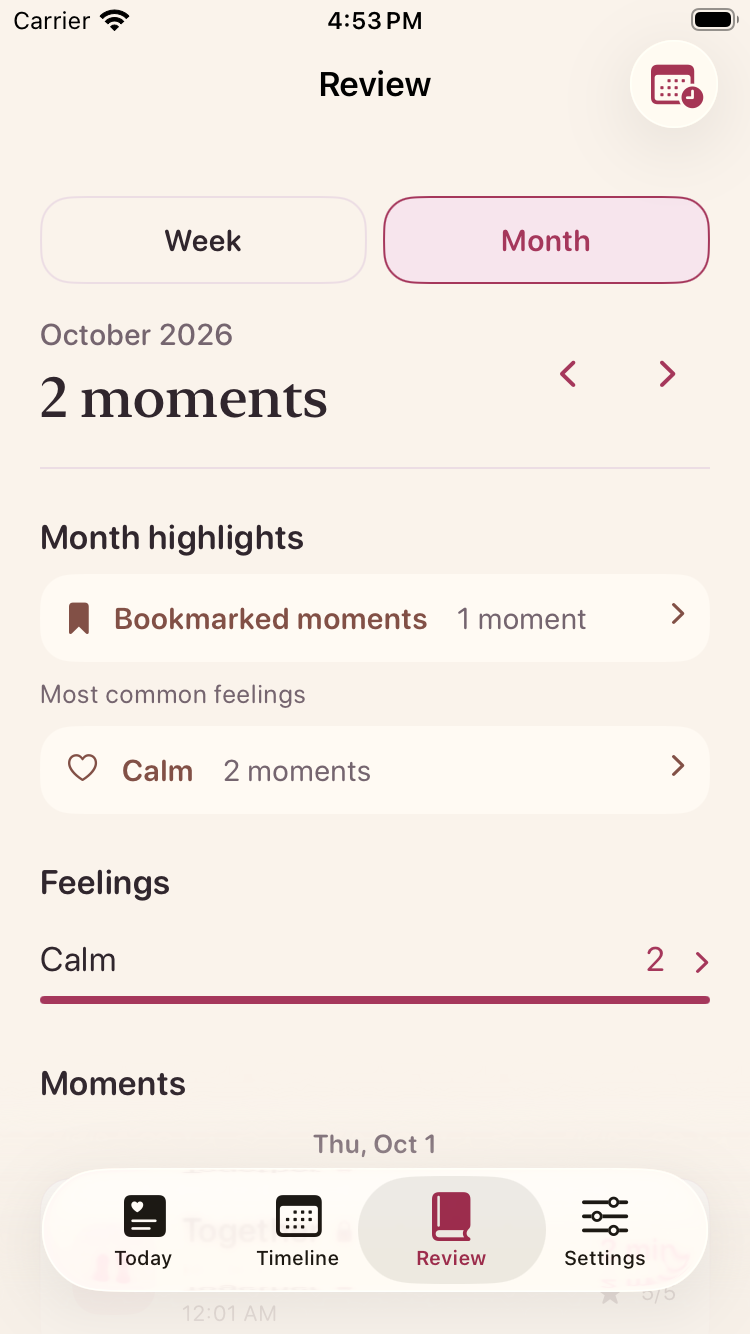 Carrier 4:53 PM
Review
Week Month
October 2026
2 moments
Month highlights
Bookmarked moments 1 moment
Most common feelings
Calm 2 moments
Feelings
Calm 2
Moments
Thu, Oct 1
Today Timeline Review Settings
12:01 AM 5/5